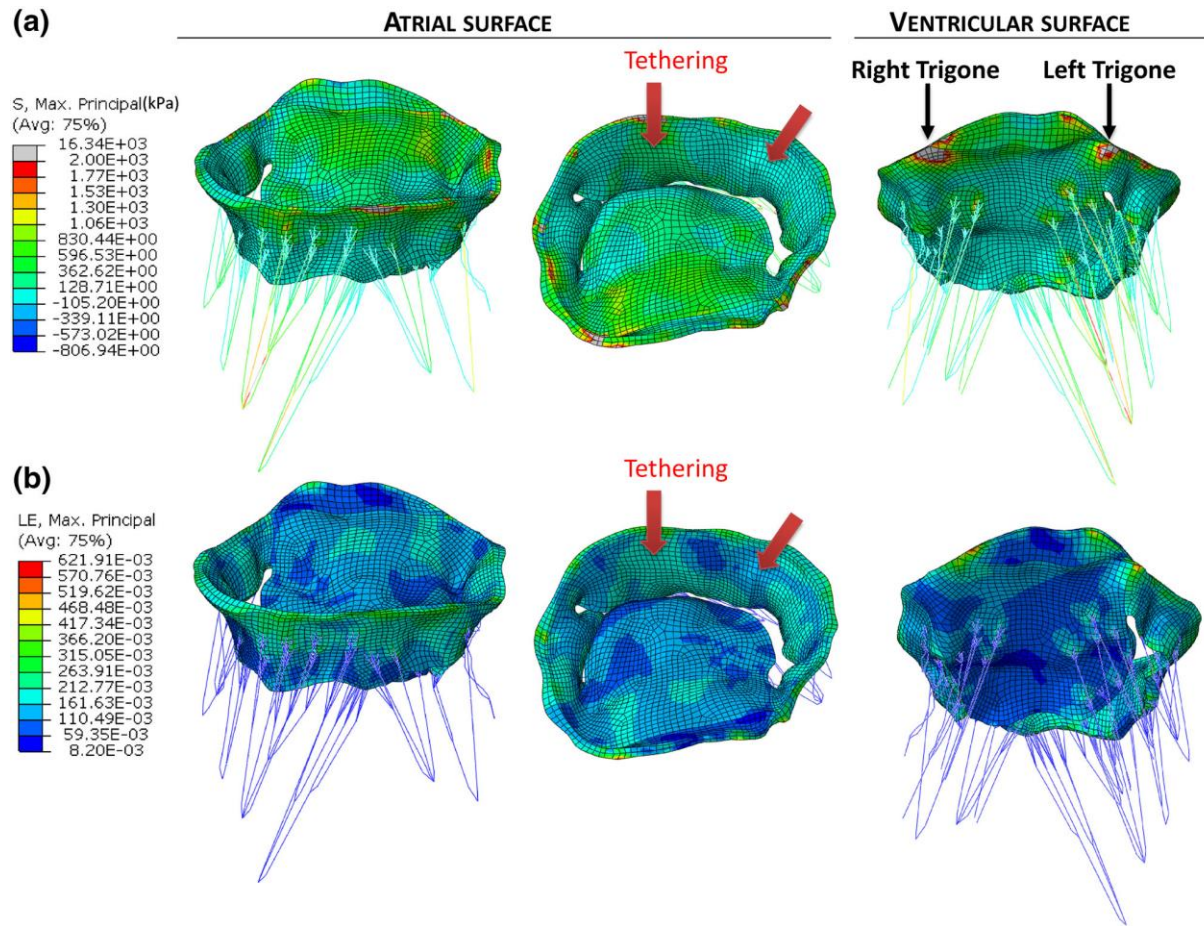 (a)
ATRIAL SURFACE
VENTRICULAR SURFACE
Tethering
Right Trigone
Left Trigone
S, Max. Principal(kPa)
(Avg: 75%)
16.34E+03
2.00E+03
1.77E+03
1.53E+03
1.30E+03
1.06E+03
830.44E+00
596.53E+00
362.62E+00
128.71E+00
-105.20E+00
-339.11E+00
-573.02E+00
-806.94E+00
(b)
Tethering
LE, Max. Principal
(Avg: 75%)
621.91E-03
570.76E-03
519.62E-03
468.48E-03
417.34E-03
366.20E-03
315.05E-03
263.91E-03
212.77E-03
161.63E-03
110.49E-03
59.35E-03
8.20E-03